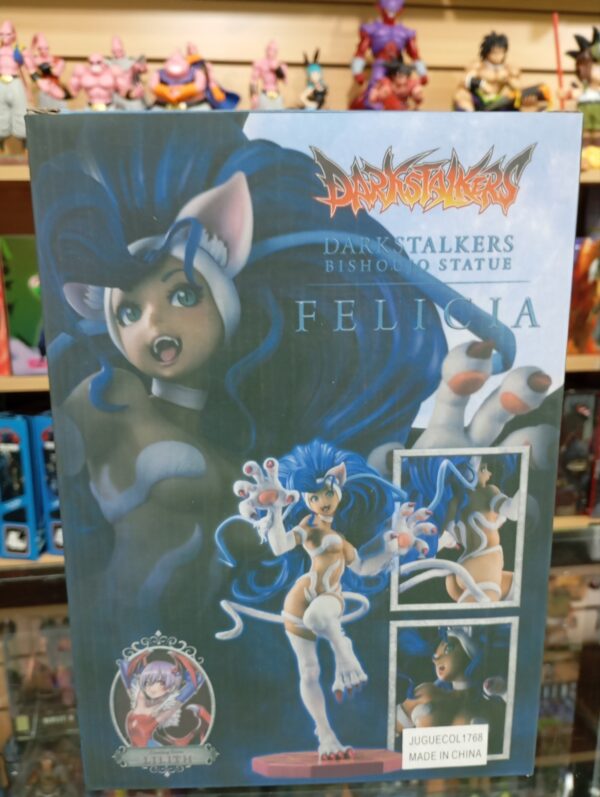 DARKSTALKERS
DARKSTALKERS
BISHOUJO STATUE
FELICIA
LILITH
JUGUECOL1768
MADE IN CHINA